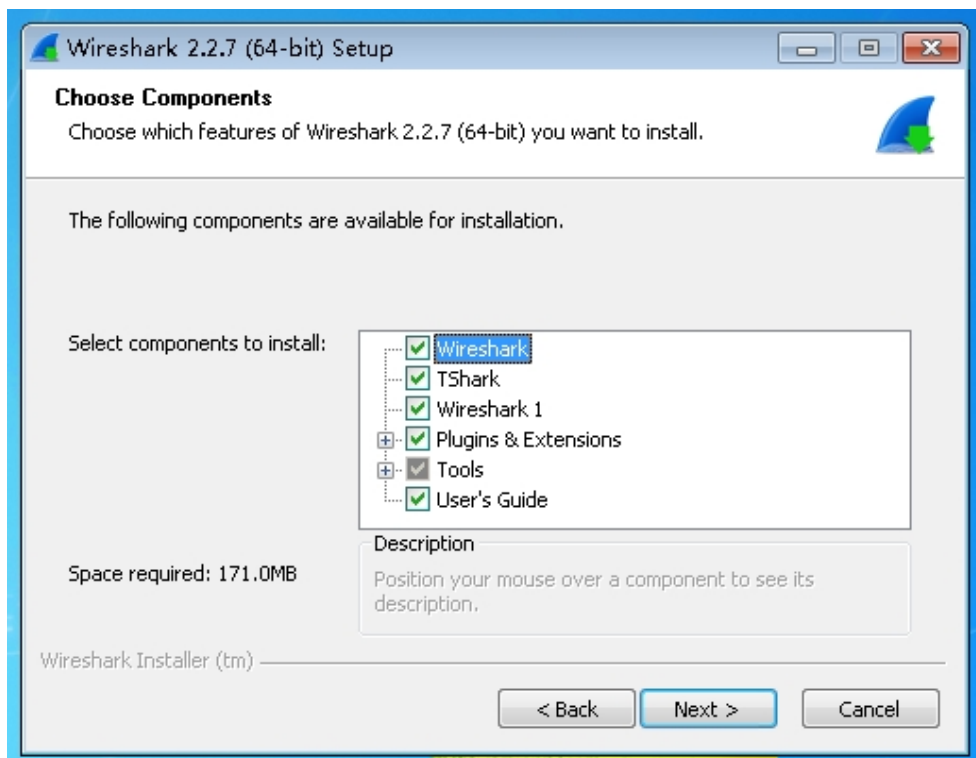 Wireshark 2.2.7 (64-bit) Setup
Choose Components
Choose which features of Wireshark 2.2.7 (64-bit) you want to install.
The following components are available for installation.
Select components to install:
Wireshark
TShark
Wireshark 1
Plugins & Extensions
Tools
User's Guide
Space required: 171.0MB
Description
Position your mouse over a component to see its
description.
Wireshark Installer (tm)
< Back
Next >
Cancel